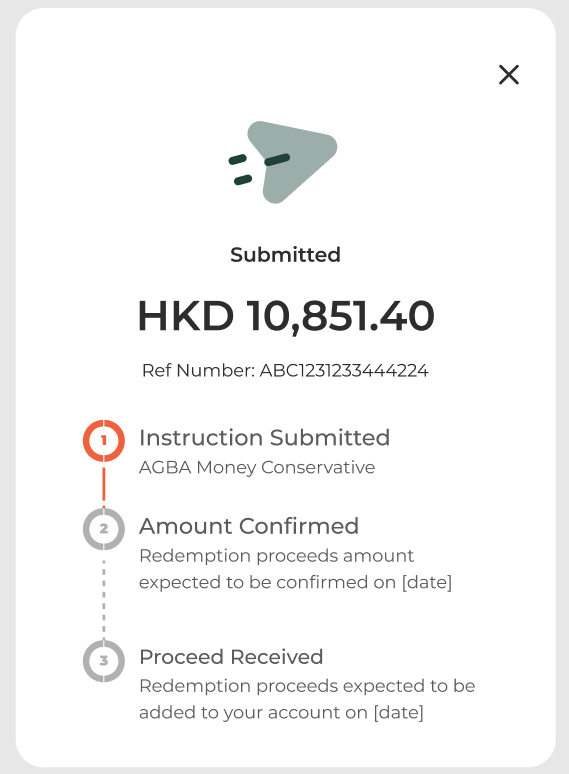 Submitted
HKD 10,851.40
Ref Number: ABC1231233444224
1
Instruction Submitted
AGBA Money Conservative
2
Amount Confirmed
Redemption proceeds amount
expected to be confirmed on [date]
3
Proceed Received
Redemption proceeds expected to be
added to your account on [date]